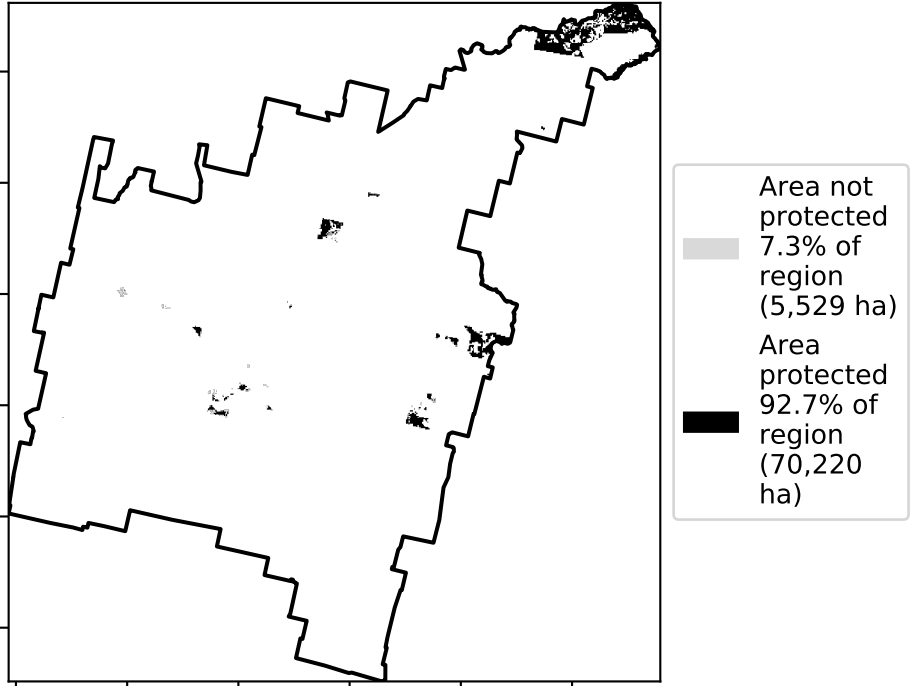 Area not
protected
7.3% of
region
(5,529 ha)
Area
protected
92.7% of
region
(70,220
ha)